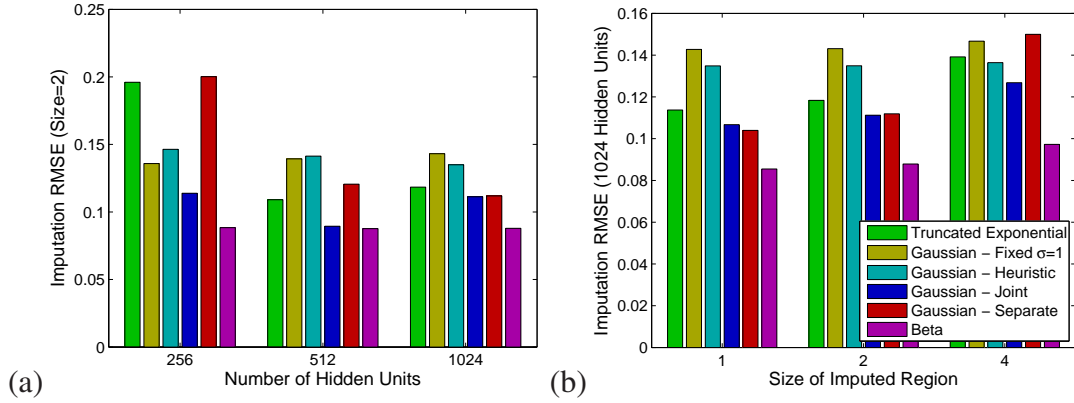 (a)
Imputation RMSE (Size=2)
0.25
0.2
0.15
0.1
0.05
0
256
512
1024
Number of Hidden Units
(b)
Imputation RMSE (1024 Hidden Units)
0.16
0.14
0.12
0.1
0.08
0.06
0.04
0.02
0
1
2
4
Size of Imputed Region
Truncated Exponential
Gaussian − Fixed σ=1
Gaussian − Heuristic
Gaussian − Joint
Gaussian − Separate
Beta